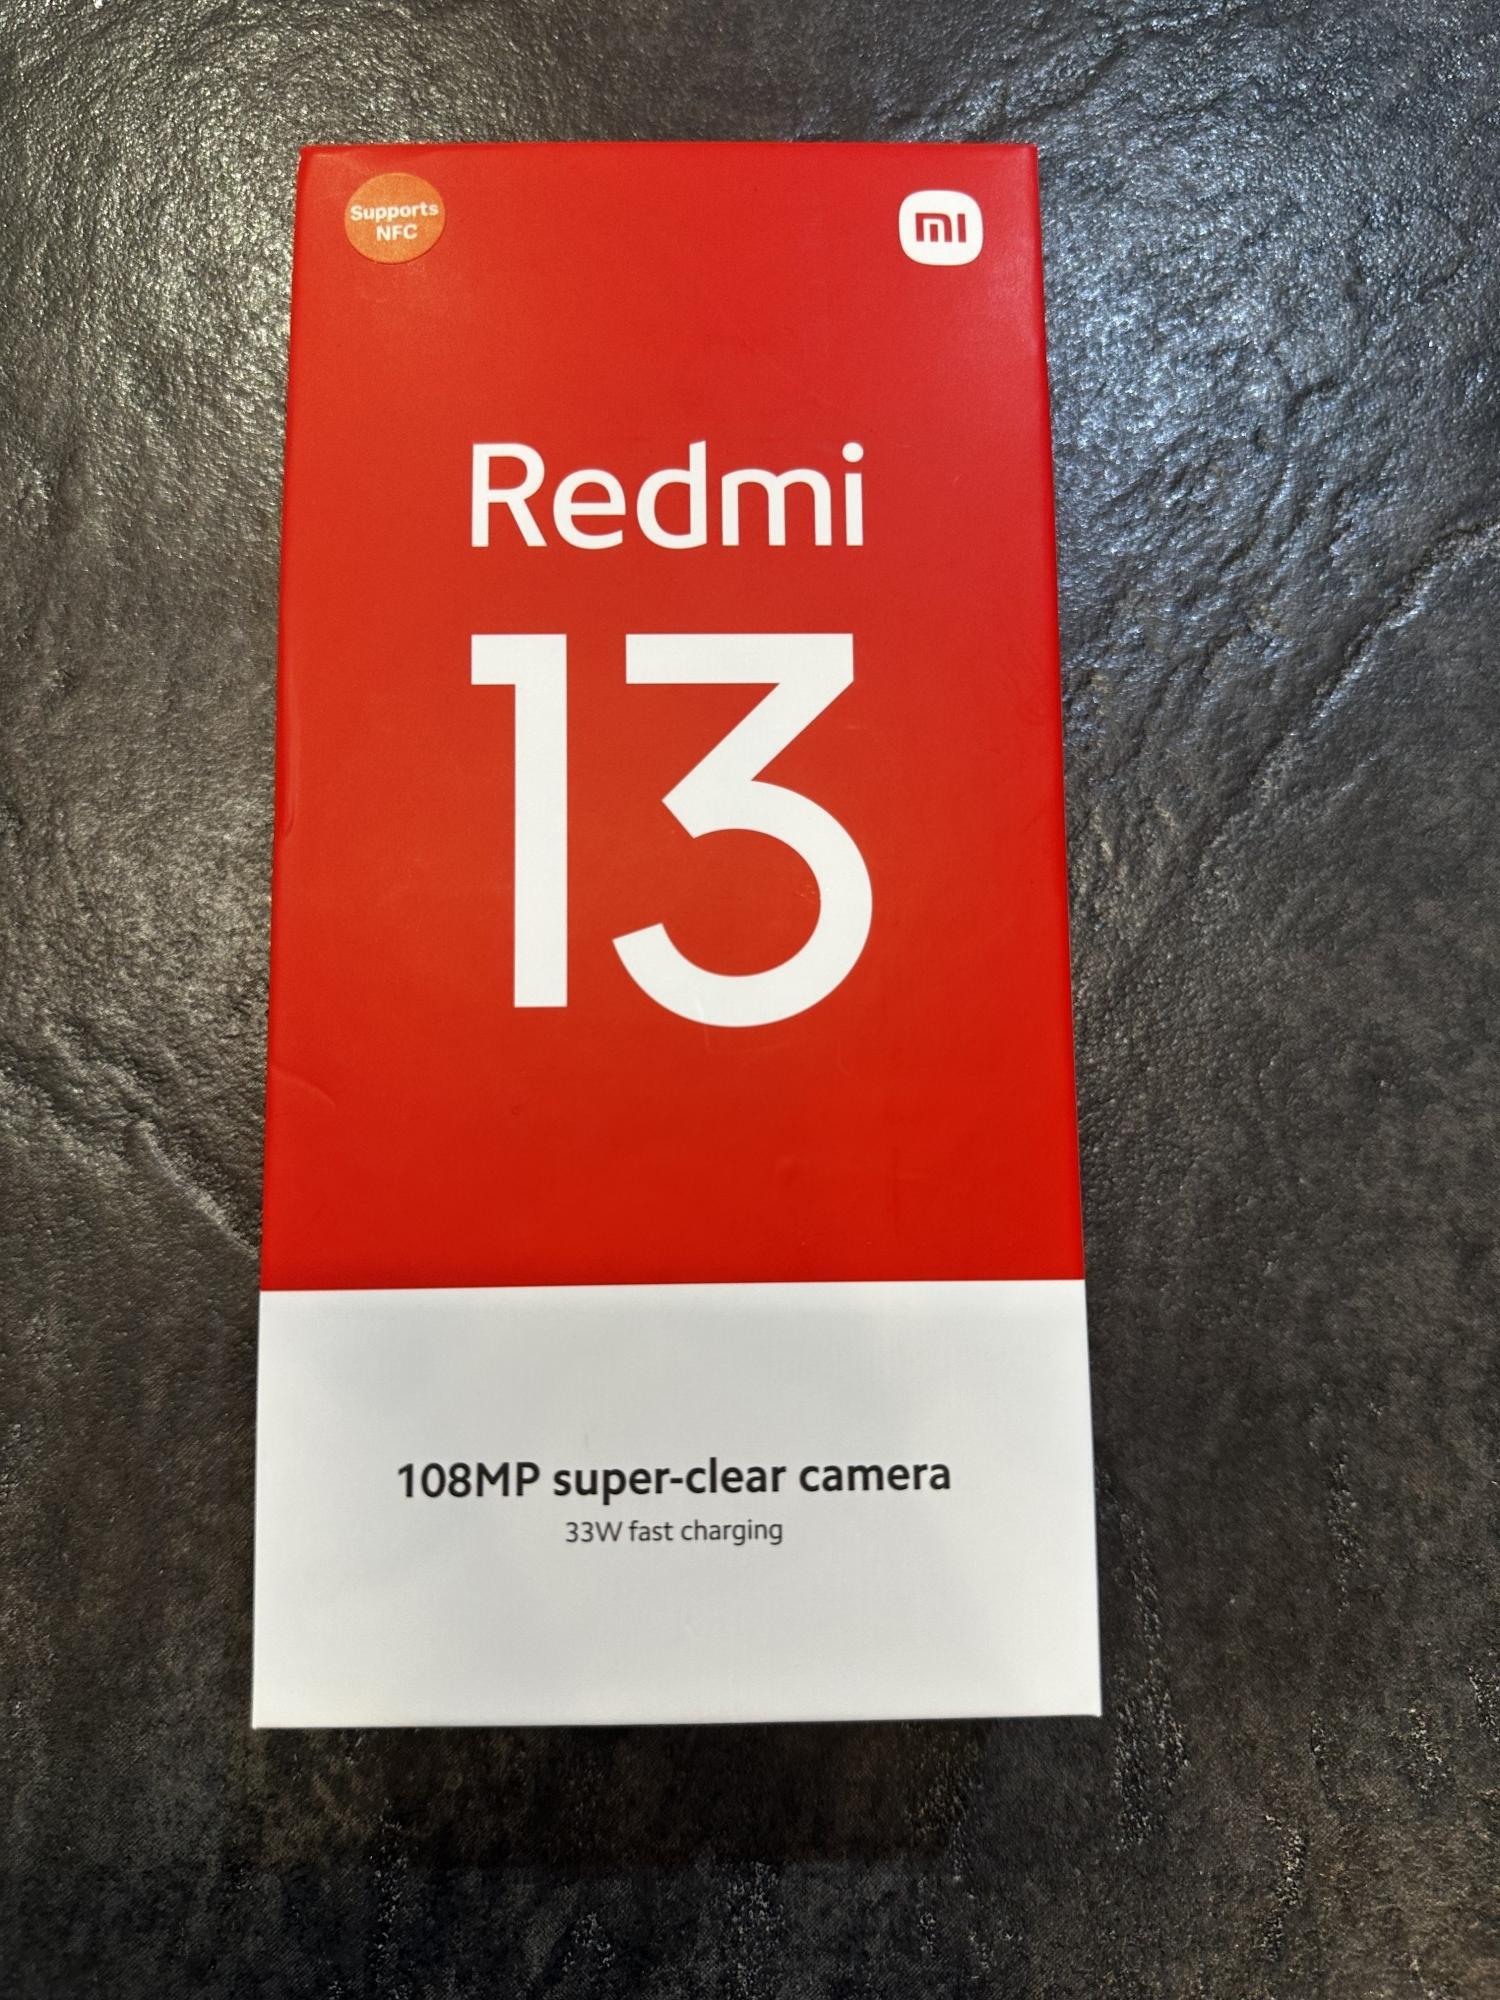 Supports
NFC
mi
Redmi
13
108MP super-clear camera
33W fast charging